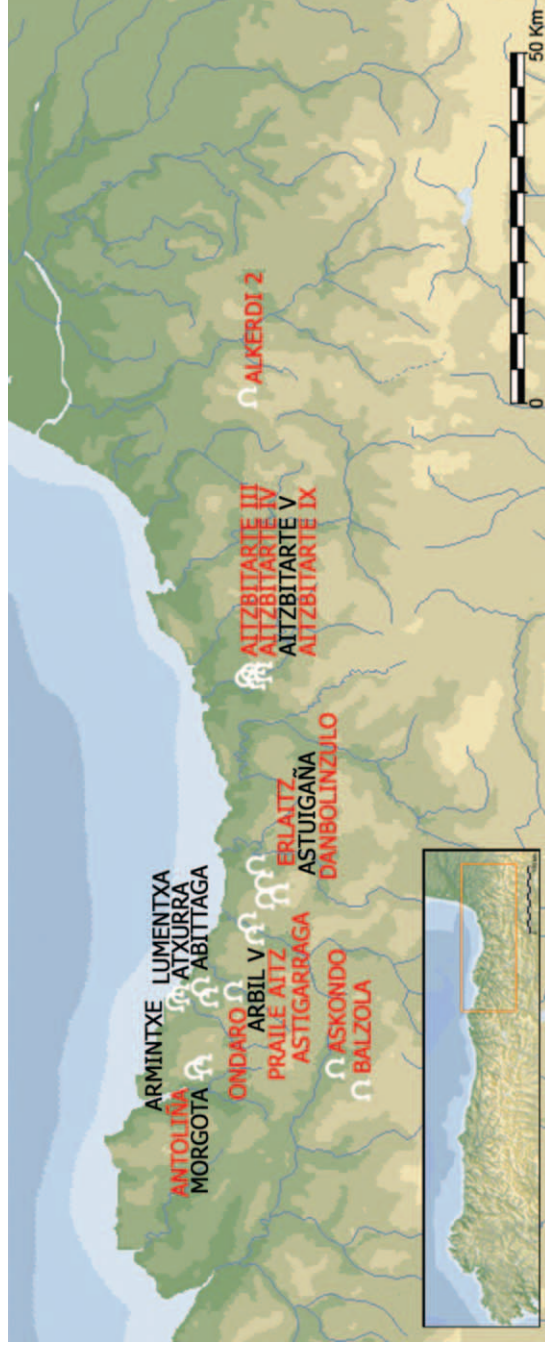 ARMINTXE
LUMENTXA
ATXURRA
ABITTAGA
ANTOLIÑA
MORGOTA
ONDARO
ARBIL V
PRAILE AITZ
ASTIGARRAGA
ASKONDO
BALZOLA
ERLAITZ
ASTUIGAÑA
DANBOLINZULO
AITZBITARTE III
AITZBITARTE IV
AITZBITARTE V
AITZBITARTE IX
ALKERDI 2
0 50 Km